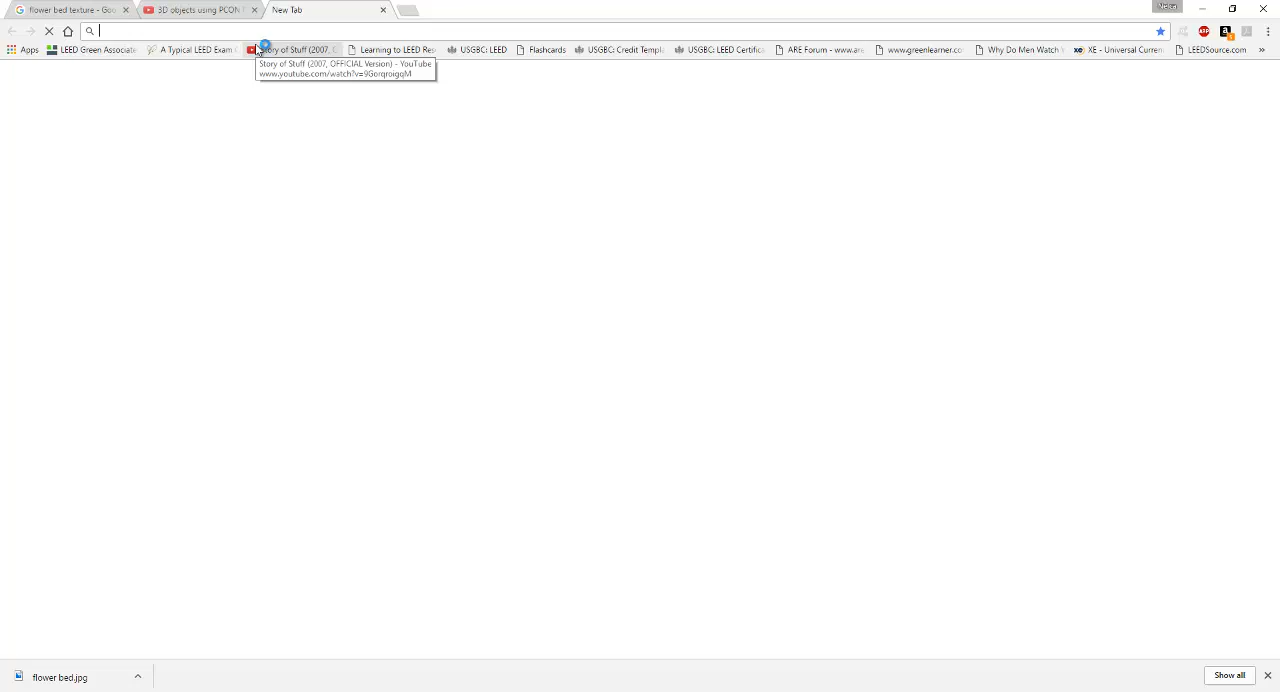 flower bed texture - Goo
3D objects using PCON
New Tab
Apps
LEED Green Associate
A Typical LEED Exam
Story of Stuff (2007,
Learning to LEED Res
USGBC: LEED
Flashcards
USGBC: Credit Templa
USGBC LEED Certifica
ARE Forum - www.are
www.greenlearner.co
Why Do Men Watch
XE - Universal Curren
LEEDSource.com
»
Story of Stuff (2007, OFFICIAL Version) - YouTube
www.youtube.com/watch?v=9GorqroigqM
flower bed.jpg
Show all